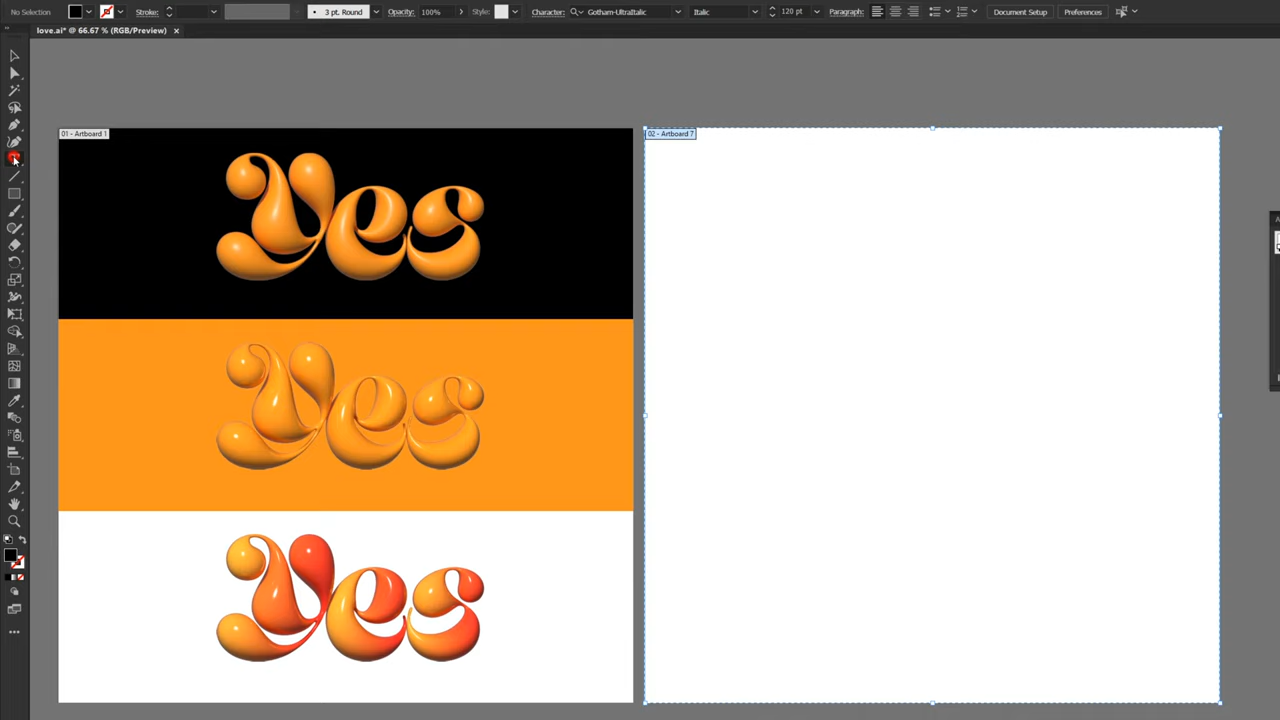 No Selection Stroke: 3 pt. Round Opacity: 100% Style: Character: Gotham-UltraItalic Italic 120 pt Paragraph: Document Setup Preferences
love.ai* @ 66.67 % (RGB/Preview) ×
01 - Artboard 1
02 - Artboard 7
Yes
Yes
Yes